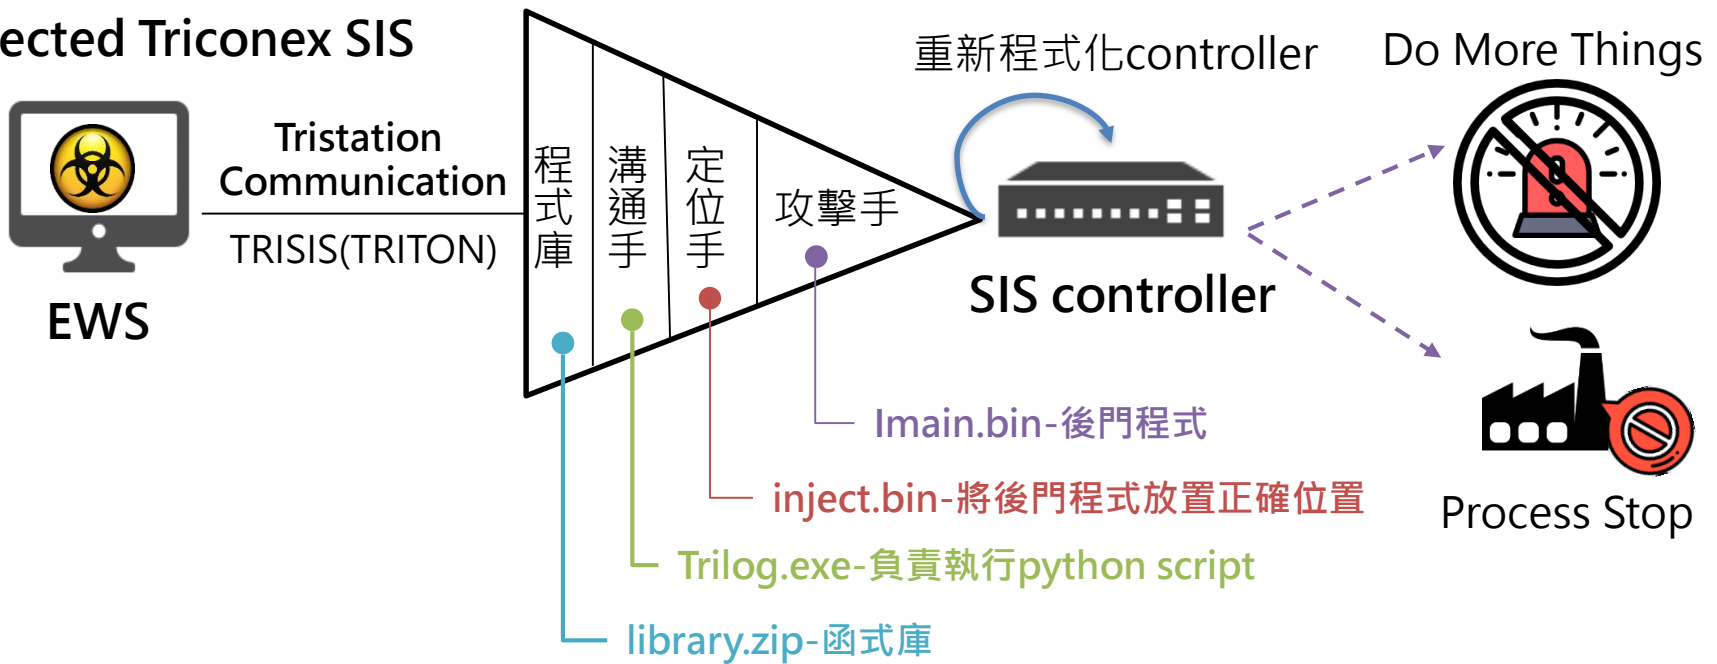 ected Triconex SIS
重新程式化controller
Do More Things
Tristation
Communication
TRISIS(TRITON)
EWS
程式庫
溝通手
定位手
攻擊手
SIS controller
Process Stop
Imain.bin-後門程式
inject.bin-將後門程式放置正確位置
Trilog.exe-負責執行python script
library.zip-函式庫